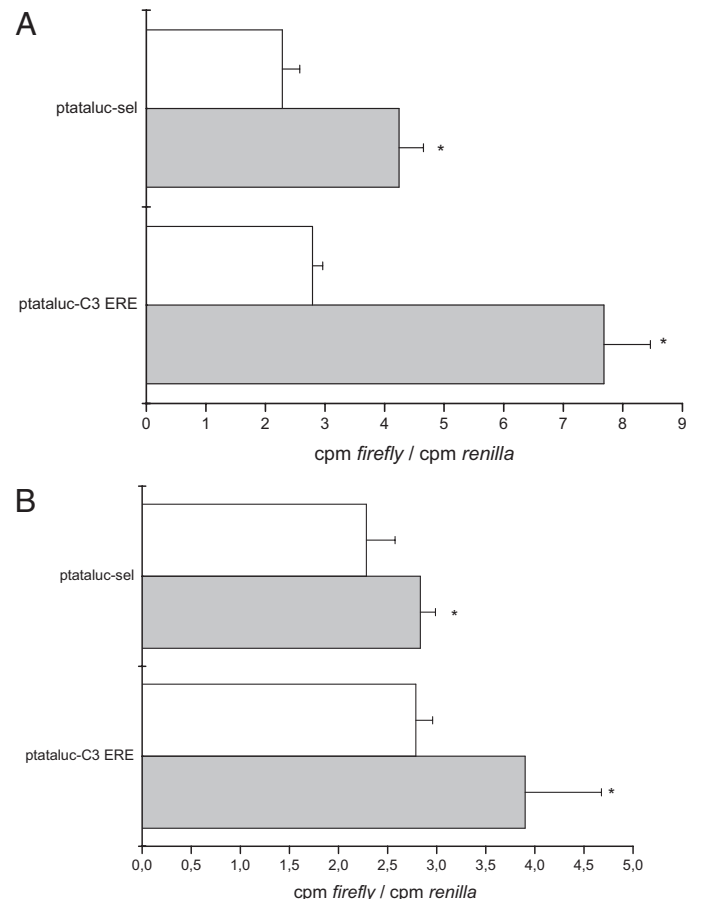 A
ptataluc-sel
*
ptataluc-C3 ERE
*
0 1 2 3 4 5 6 7 8 9
cpm firefly / cpm renilla
B
ptataluc-sel
*
ptataluc-C3 ERE
*
0,0 0,5 1,0 1,5 2,0 2,5 3,0 3,5 4,0 4,5 5,0
cpm firefly / cpm renilla